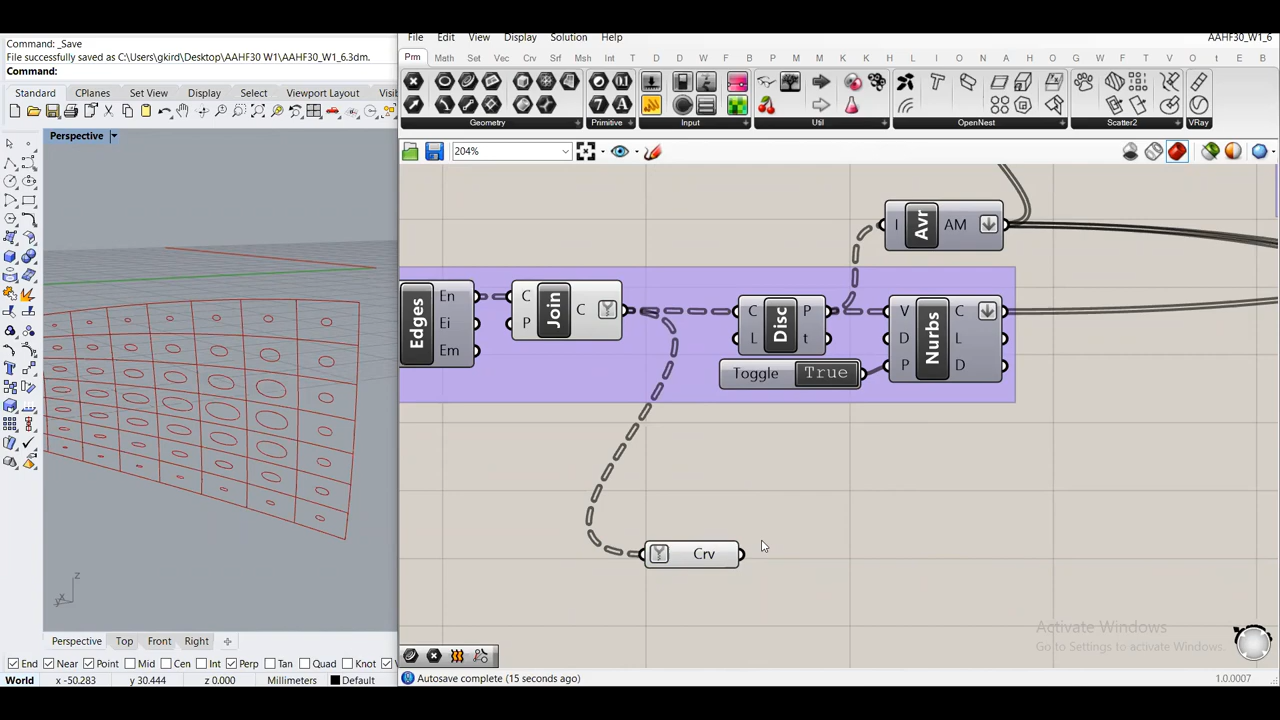 Command: _Save
File successfully saved as C:\Users\gkird\Desktop\AAHF30 W1\AAHF30_W1_6.3dm.
Command:
Standard CPlanes Set View Display Select Viewport Layout
Perspective
Perspective Top Front Right
End Near Point Mid Cen Int Perp Tan Quad Knot
World x -50.283 y 30.444 z 0.000 Millimeters Default
z
x
y
File Edit View Display Solution Help AAHF30_W1_6
Prm Math Set Vec Crv Srf Msh Int T D D S E M K H L H N A O t E B
Geometry Primitive Input Util OpenNest Scatter2 VRay
204%
I Avr AM
Edges En Ei Em
Join C P C
Disc C L P t
Nurbs V D P C L D
Toggle True
Crv
Activate Windows
Go to Settings to activate Windows.
Autosave complete (15 seconds ago) 1.0.0007